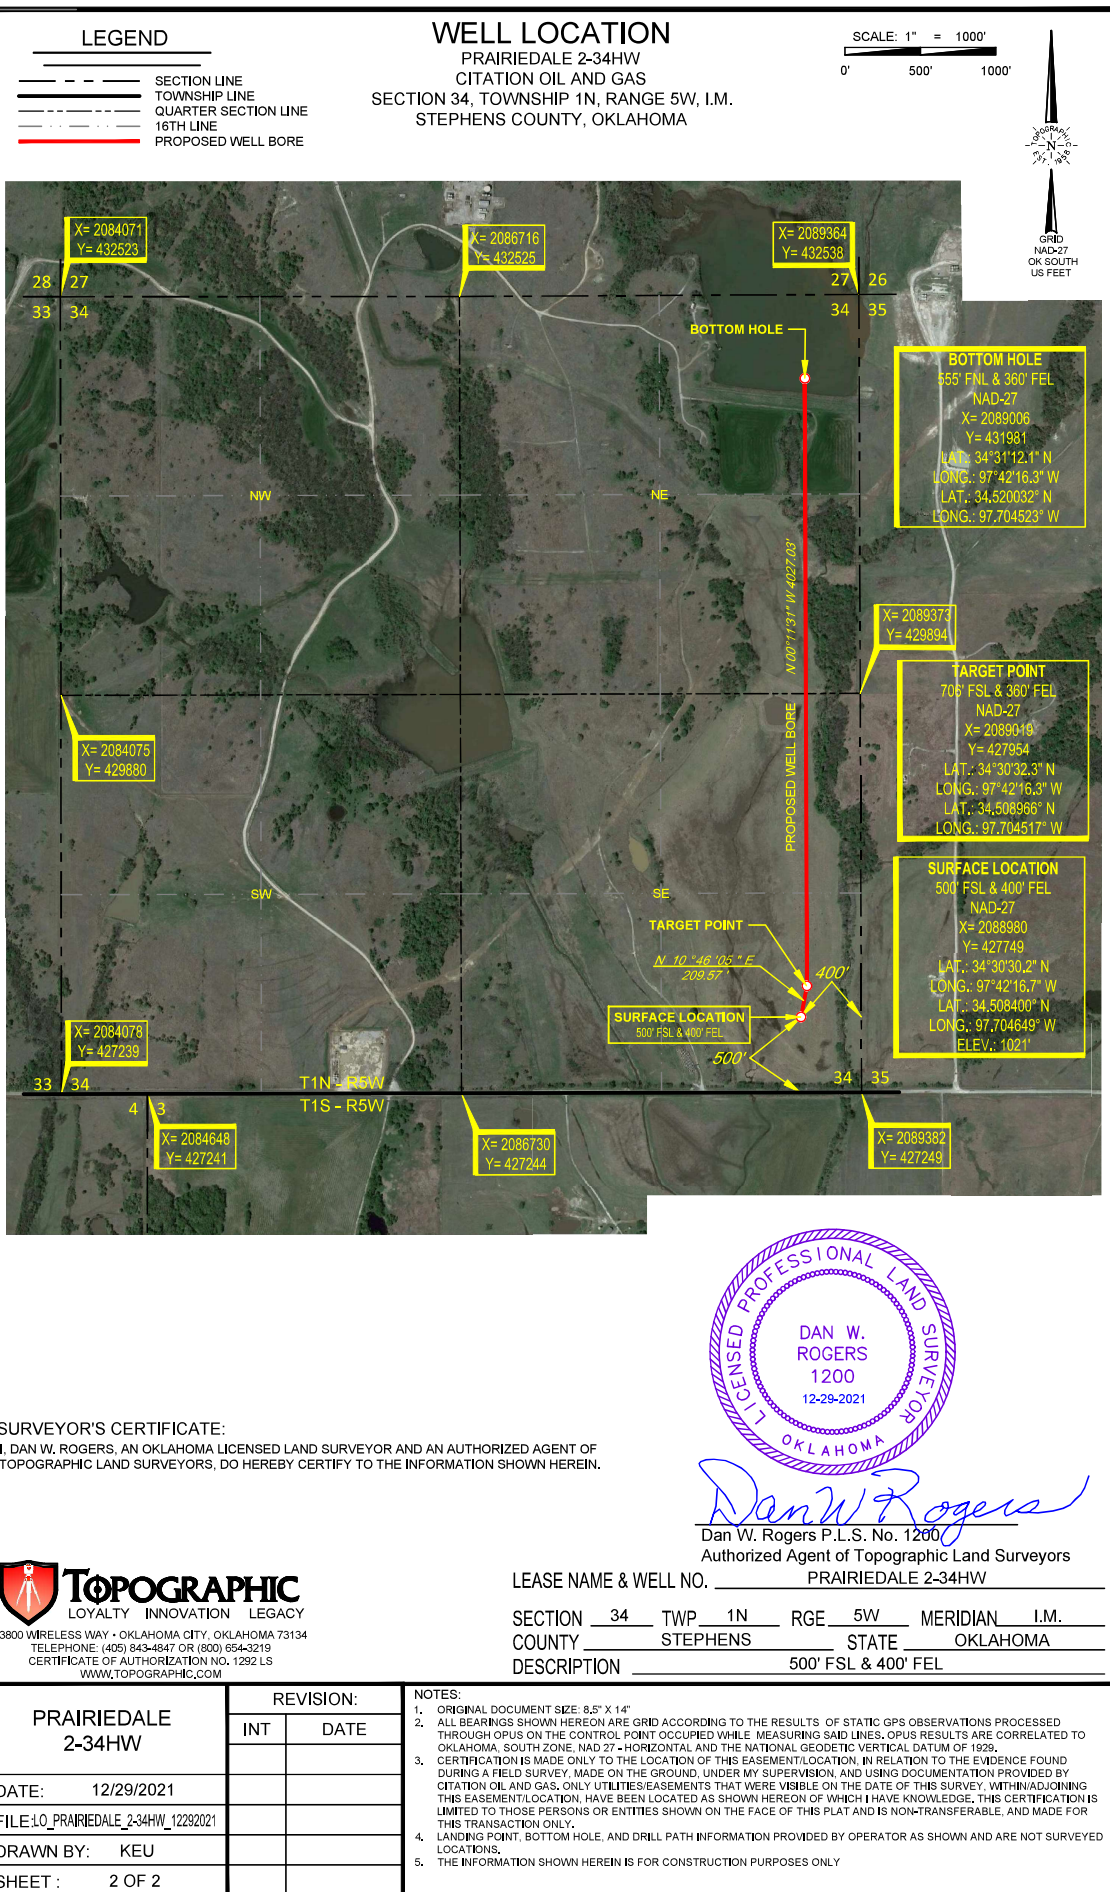 LEGEND
SECTION LINE
TOWNSHIP LINE
QUARTER SECTION LINE
16TH LINE
PROPOSED WELL BORE
WELL LOCATION
PRAIRIEDALE 2-34HW
CITATION OIL AND GAS
SECTION 34, TOWNSHIP 1N, RANGE 5W, I.M.
STEPHENS COUNTY, OKLAHOMA
SCALE: 1" = 1000'
0' 500' 1000'
TOPOGRAPHIC
N
EST. 1958
GRID
NAD-27
OK SOUTH
US FEET
X= 2084071
Y= 432523
X= 2086716
Y= 432525
X= 2089364
Y= 432538
28 27
33 34
27 26
34 35
BOTTOM HOLE
BOTTOM HOLE
555' FNL & 360' FEL
NAD-27
X= 2089006
Y= 431981
LAT.: 34°31'12.1" N
LONG.: 97°42'16.3" W
LAT.: 34.520032° N
LONG.: 97.704523° W
NW
NE
N 00°11'31" W 4027.03'
PROPOSED WELL BORE
X= 2089373
Y= 429894
TARGET POINT
706' FSL & 360' FEL
NAD-27
X= 2089019
Y= 427954
LAT.: 34°30'32.3" N
LONG.: 97°42'16.3" W
LAT.: 34.508966° N
LONG.: 97.704517° W
X= 2084075
Y= 429880
SW
SE
SURFACE LOCATION
500' FSL & 400' FEL
NAD-27
X= 2088980
Y= 427749
LAT.: 34°30'30.2" N
LONG.: 97°42'16.7" W
LAT.: 34.508400° N
LONG.: 97.704649° W
ELEV.: 1021'
TARGET POINT
N 10 °46 '05 " E
209.57 '
400'
SURFACE LOCATION
500' FSL & 400' FEL
500'
X= 2084078
Y= 427239
33 34
T1N - R5W
T1S - R5W
34 35
4 3
X= 2084648
Y= 427241
X= 2086730
Y= 427244
X= 2089382
Y= 427249
LICENSED PROFESSIONAL LAND SURVEYOR
DAN W.
ROGERS
1200
12-29-2021
OKLAHOMA
SURVEYOR'S CERTIFICATE:
I, DAN W. ROGERS, AN OKLAHOMA LICENSED LAND SURVEYOR AND AN AUTHORIZED AGENT OF
TOPOGRAPHIC LAND SURVEYORS, DO HEREBY CERTIFY TO THE INFORMATION SHOWN HEREIN.
Dan W Rogers
Dan W. Rogers P.L.S. No. 1200
Authorized Agent of Topographic Land Surveyors
TOPOGRAPHIC
LOYALTY INNOVATION LEGACY
3800 WIRELESS WAY • OKLAHOMA CITY, OKLAHOMA 73134
TELEPHONE: (405) 843-4847 OR (800) 654-3219
CERTIFICATE OF AUTHORIZATION NO. 1292 LS
WWW.TOPOGRAPHIC.COM
LEASE NAME & WELL NO. PRAIRIEDALE 2-34HW
SECTION 34 TWP 1N RGE 5W MERIDIAN I.M.
COUNTY STEPHENS STATE OKLAHOMA
DESCRIPTION 500' FSL & 400' FEL
PRAIRIEDALE
2-34HW
REVISION:
INT DATE
DATE: 12/29/2021
FILE:LO_PRAIRIEDALE_2-34HW_12292021
DRAWN BY: KEU
SHEET : 2 OF 2
NOTES:
1. ORIGINAL DOCUMENT SIZE: 8.5" X 14"
2. ALL BEARINGS SHOWN HEREON ARE GRID ACCORDING TO THE RESULTS OF STATIC GPS OBSERVATIONS PROCESSED
THROUGH OPUS ON THE CONTROL POINT OCCUPIED WHILE MEASURING SAID LINES. OPUS RESULTS ARE CORRELATED TO
OKLAHOMA, SOUTH ZONE, NAD 27 - HORIZONTAL AND THE NATIONAL GEODETIC VERTICAL DATUM OF 1929.
3. CERTIFICATION IS MADE ONLY TO THE LOCATION OF THIS EASEMENT/LOCATION, IN RELATION TO THE EVIDENCE FOUND
DURING A FIELD SURVEY, MADE ON THE GROUND, UNDER MY SUPERVISION, AND USING DOCUMENTATION PROVIDED BY
CITATION OIL AND GAS. ONLY UTILITIES/EASEMENTS THAT WERE VISIBLE ON THE DATE OF THIS SURVEY, WITHIN/ADJOINING
THIS EASEMENT/LOCATION, HAVE BEEN LOCATED AS SHOWN HEREON OF WHICH I HAVE KNOWLEDGE. THIS CERTIFICATION IS
LIMITED TO THOSE PERSONS OR ENTITIES SHOWN ON THE FACE OF THIS PLAT AND IS NON-TRANSFERABLE, AND MADE FOR
THIS TRANSACTION ONLY.
4. LANDING POINT, BOTTOM HOLE, AND DRILL PATH INFORMATION PROVIDED BY OPERATOR AS SHOWN AND ARE NOT SURVEYED
LOCATIONS.
5. THE INFORMATION SHOWN HEREIN IS FOR CONSTRUCTION PURPOSES ONLY